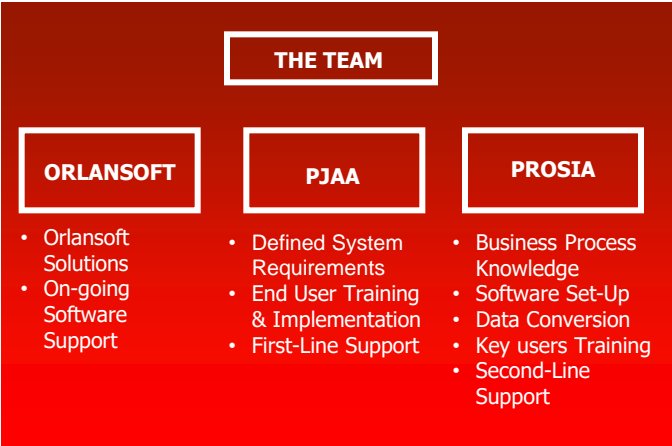 THE TEAM
ORLANSOFT
• Orlansoft
Solutions
• On-going
Software
Support
PJAA
• Defined System
Requirements
• End User Training
& Implementation
• First-Line Support
PROSIA
• Business Process
Knowledge
• Software Set-Up
• Data Conversion
• Key users Training
• Second-Line
Support